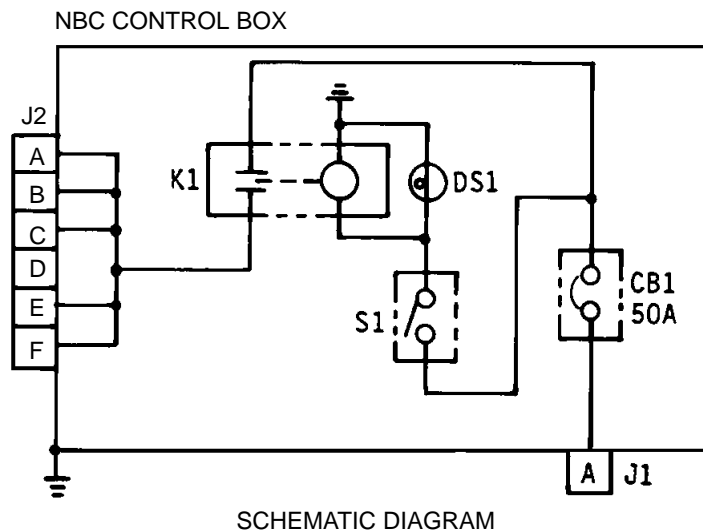 NBC CONTROL BOX
J2
A
B
C
D
E
F
K1
DS1
S1
CB1
50A
A
J1
SCHEMATIC DIAGRAM